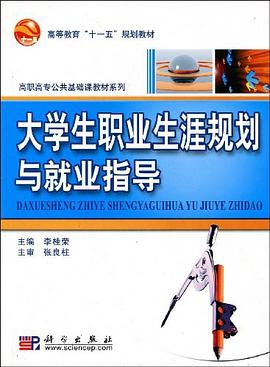 高等教育“十一五”规划教材
高职高专公共基础课教材系列
大学生职业生涯规划
与就业指导
DAXUESHENG ZHIYE SHENGYAGUIHUA YU JIUYE ZHIDAO
主编 李桂荣
主审 张良柱
科学出版社
www.sciencep.com